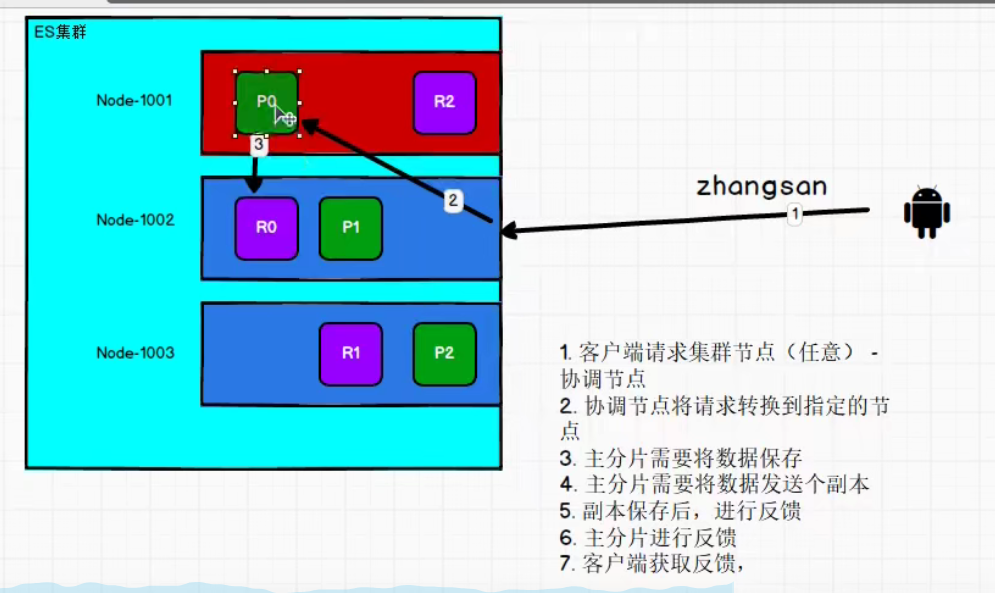 ES集群
Node-1001
P0
R2
3
2
zhangsan
1
Node-1002
R0
P1
Node-1003
R1
P2
1. 客户端请求集群节点（任意） -
协调节点
2. 协调节点将请求转换到指定的节
点
3. 主分片需要将数据保存
4. 主分片需要将数据发送个副本
5. 副本保存后，进行反馈
6. 主分片进行反馈
7. 客户端获取反馈，